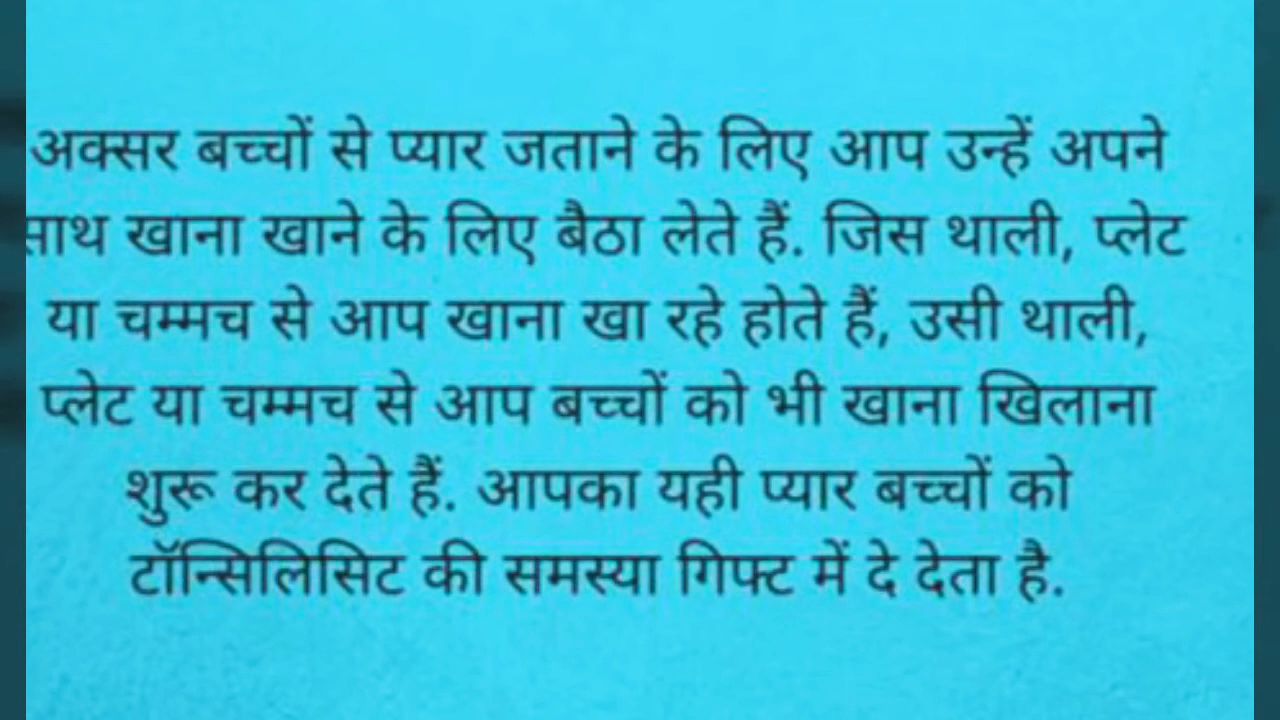 अक्सर बच्चों से प्यार जताने के लिए आप उन्हें अपने
साथ खाना खाने के लिए बैठा लेते हैं. जिस थाली, प्लेट
या चम्मच से आप खाना खा रहे होते हैं, उसी थाली,
प्लेट या चम्मच से आप बच्चों को भी खाना खिलाना
शुरू कर देते हैं. आपका यही प्यार बच्चों को
टॉन्सिलिसिट की समस्या गिफ्ट में दे देता है.